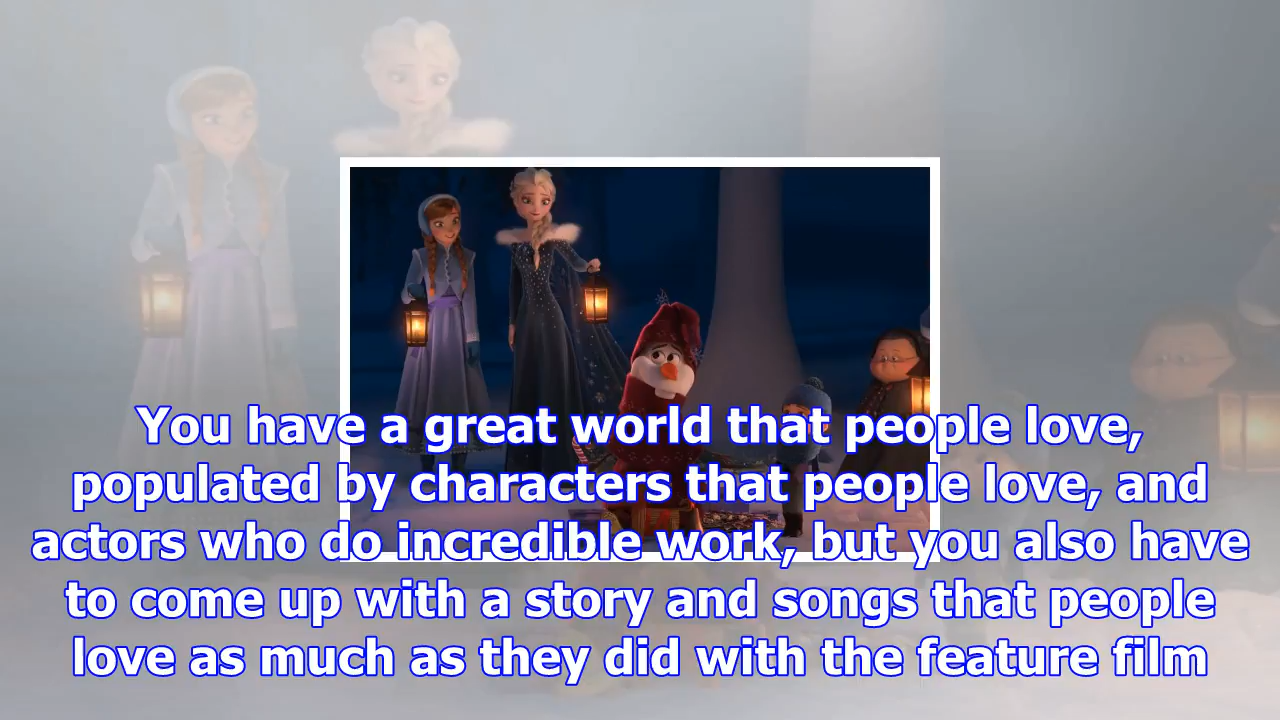 You have a great world that people love,
populated by characters that people love, and
actors who do incredible work, but you also have
to come up with a story and songs that people
love as much as they did with the feature film